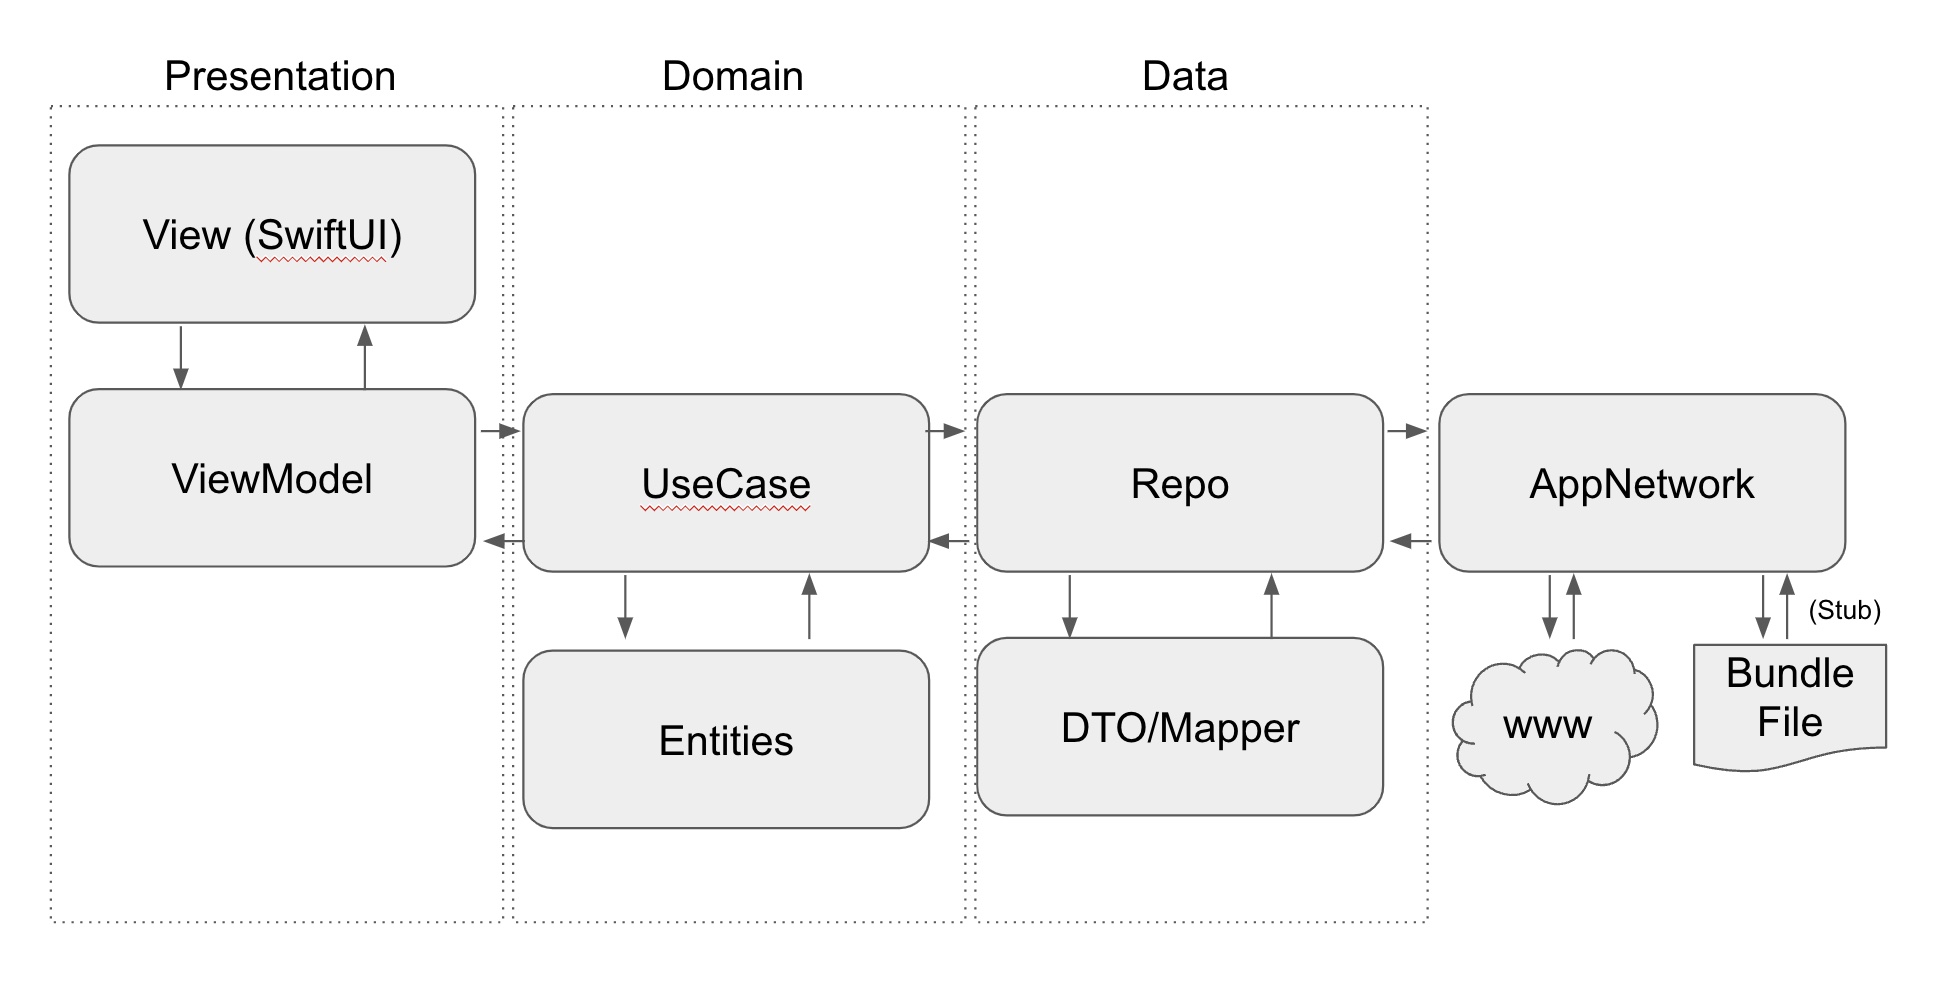 Presentation
Domain
Data
View (SwiftUI)
ViewModel
UseCase
Repo
AppNetwork
(Stub)
Entities
DTO/Mapper
www
Bundle
File